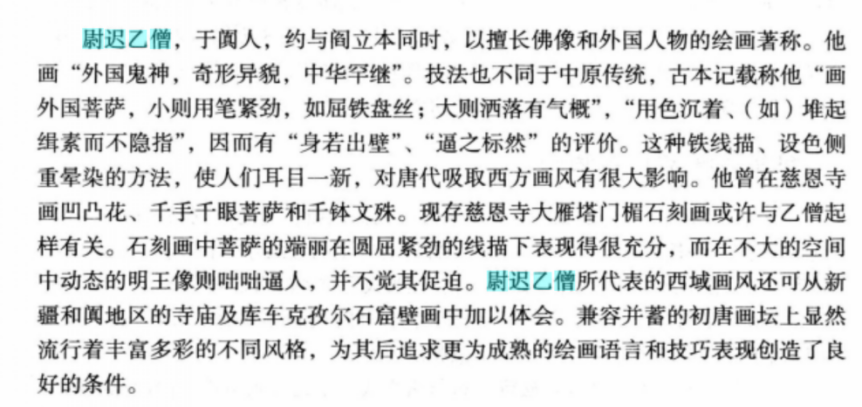 尉迟乙僧，于阗人，约与阎立本同时，以擅长佛像和外国人物的绘画著称。他
画“外国鬼神，奇形异貌，中华罕继”。技法也不同于中原传统，古本记载称他“画
外国菩萨，小则用笔紧劲，如屈铁盘丝；大则洒落有气概”，“用色沉着、（如）堆起
缉素而不隐指”，因而有“身若出壁”、“逼之标然”的评价。这种铁线描、设色侧
重晕染的方法，使人们耳目一新，对唐代吸取西方画风有很大影响。他曾在慈恩寺
画凹凸花、千手千眼菩萨和千钵文殊。现存慈恩寺大雁塔门楣石刻画或许与乙僧起
样有关。石刻画中菩萨的端丽在圆屈紧劲的线描下表现得很充分，而在不大的空间
中动态的明王像则咄咄逼人，并不觉其促迫。尉迟乙僧所代表的西域画风还可从新
疆和阗地区的寺庙及库车克孜尔石窟壁画中加以体会。兼容并蓄的初唐画坛上显然
流行着丰富多彩的不同风格，为其后追求更为成熟的绘画语言和技巧表现创造了良
好的条件。